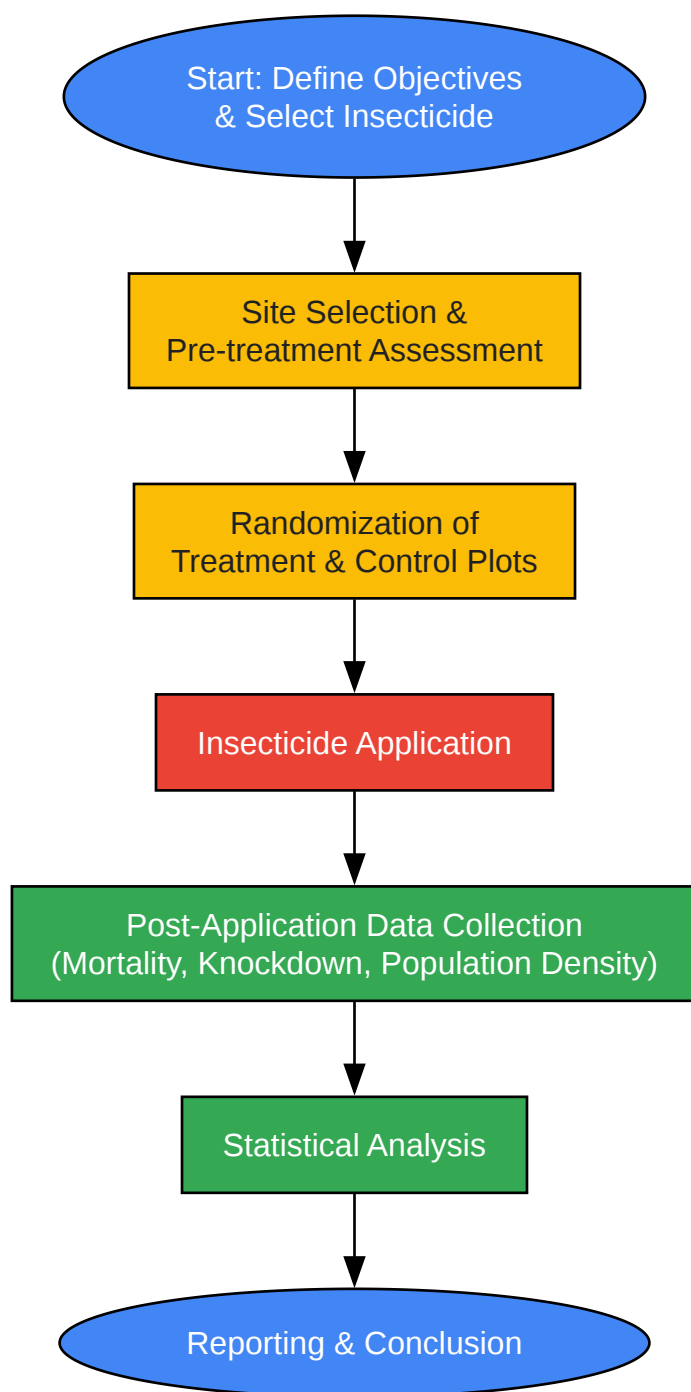 Start: Define Objectives
& Select Insecticide
Site Selection &
Pre-treatment Assessment
Randomization of
Treatment & Control Plots
Insecticide Application
Post-Application Data Collection
(Mortality, Knockdown, Population Density)
Statistical Analysis
Reporting & Conclusion